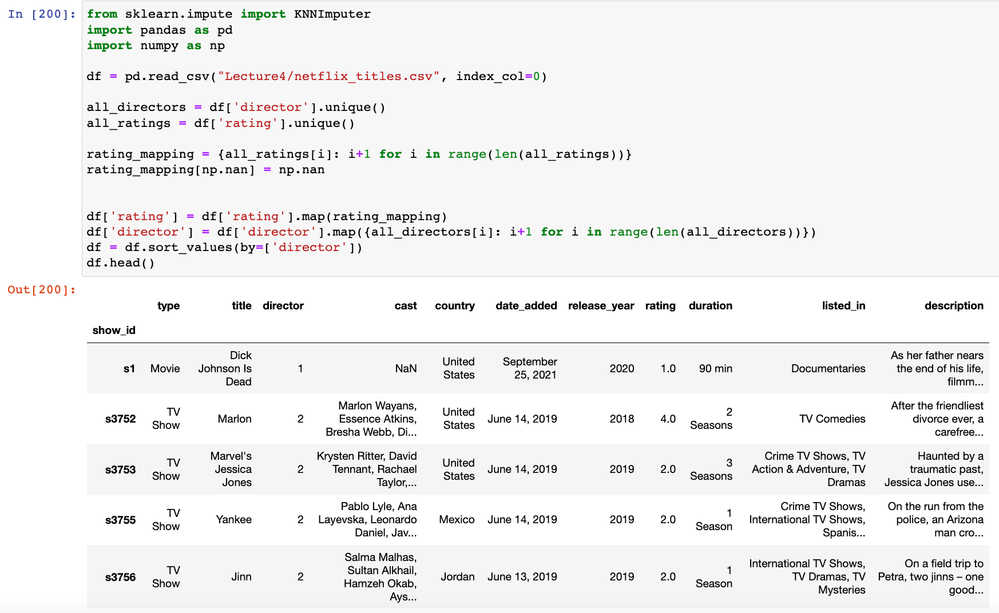 In [200]: from sklearn.impute import KNNImputer
import pandas as pd
import numpy as np
df = pd.read_csv("Lecture4/netflix_titles.csv", index_col=0)
all_directors = df['director'].unique()
all_ratings = df['rating'].unique()
rating_mapping = {all_ratings[i]: i+1 for i in range(len(all_ratings))}
rating_mapping[np.nan] = np.nan
df['rating'] = df['rating'].map(rating_mapping)
df['director'] = df['director'].map({all_directors[i]: i+1 for i in range(len(all_directors))})
df = df.sort_values(by=['director'])
df.head()
Out[200]:
type title director cast country date_added release_year rating duration listed_in description
show_id
s1 Movie Dick Johnson Is Dead 1 NaN United States September 25, 2021 2020 1.0 90 min Documentaries As her father nears the end of his life, filmm...
s3752 TV Show Marlon 2 Marlon Wayans, Essence Atkins, Bresha Webb, Di... United States June 14, 2019 2018 4.0 2 Seasons TV Comedies After the friendliest divorce ever, a carefree...
s3753 TV Show Marvel's Jessica Jones 2 Krysten Ritter, David Tennant, Rachael Taylor,... United States June 14, 2019 2019 2.0 3 Seasons Crime TV Shows, TV Action & Adventure, TV Dramas Haunted by a traumatic past, Jessica Jones use...
s3755 TV Show Yankee 2 Pablo Lyle, Ana Layevska, Leonardo Daniel, Jav... Mexico June 14, 2019 2019 2.0 1 Season Crime TV Shows, International TV Shows, Spanis... On the run from the police, an Arizona man cro...
s3756 TV Show Jinn 2 Salma Malhas, Sultan Alkhail, Hamzeh Okab, Ays... Jordan June 13, 2019 2019 2.0 1 Season International TV Shows, TV Dramas, TV Mysteries On a field trip to Petra, two jinns – one good...